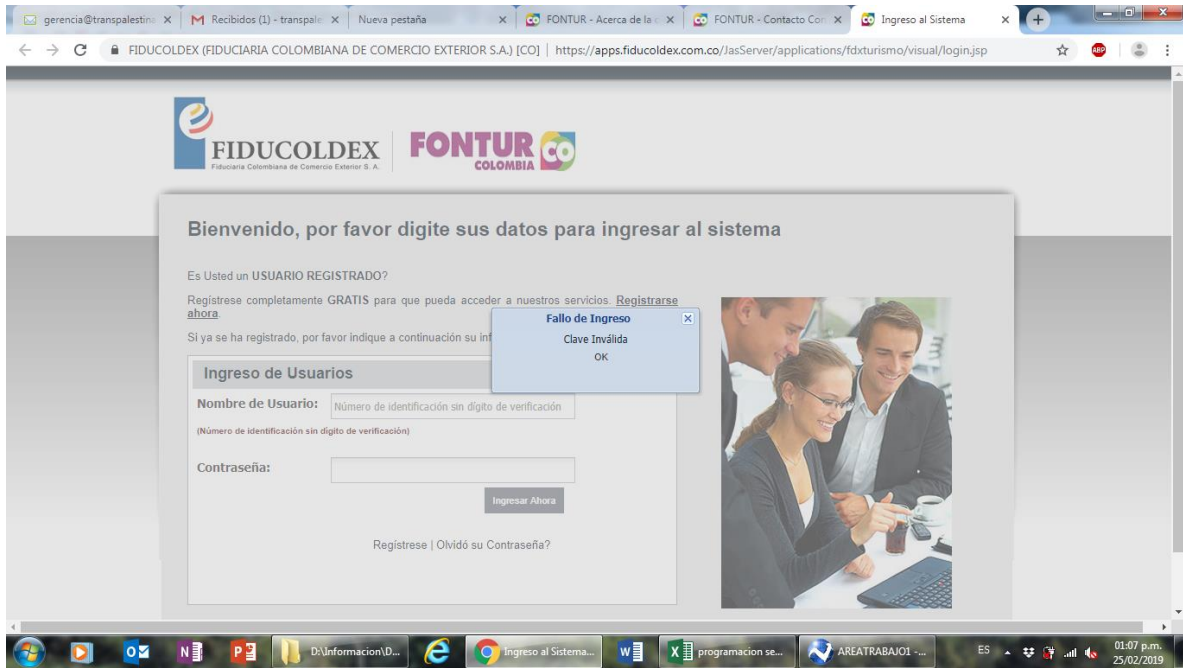 gerencia@transpalestina
Recibidos (1) - transpale
Nueva pestaña
FONTUR - Acerca de la
FONTUR - Contacto Con
Ingreso al Sistema
FIDUCOLDEX (FIDUCIARIA COLOMBIANA DE COMERCIO EXTERIOR S.A.) [CO] | https://apps.fiducoldex.com.co/JasServer/applications/fdxturismo/visual/login.jsp
ABP
FIDUCOLDEX
Fiduciaria Colombiana de Comercio Exterior S. A.
FONTUR CO
COLOMBIA
Bienvenido, por favor digite sus datos para ingresar al sistema
Es Usted un USUARIO REGISTRADO?
Regístrese completamente GRATIS para que pueda acceder a nuestros servicios. Registrarse
ahora.
Si ya se ha registrado, por favor indique a continuación su inf
Fallo de Ingreso
Clave Inválida
OK
Ingreso de Usuarios
Nombre de Usuario:
Número de identificación sin dígito de verificación
(Número de identificación sin dígito de verificación)
Contraseña:
Ingresar Ahora
Regístrese | Olvidó su Contraseña?
D:\Informacion\D...
Ingreso al Sistema...
programacion se...
AREATRABAJO1 -...
ES
01:07 p.m.
25/02/2019